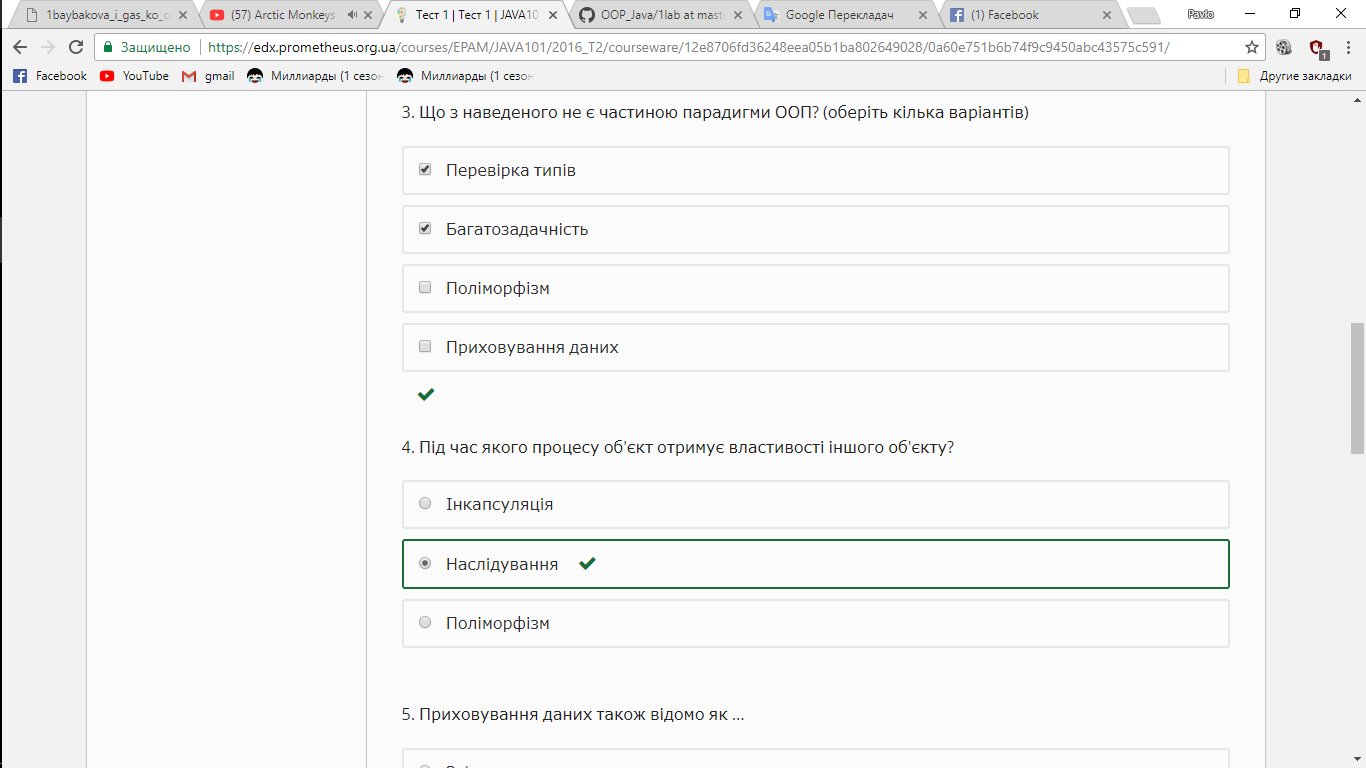 1baybakova_i_gas_ko_o
(57) Arctic Monkeys
Тест 1 | Тест 1 | JAVA10
OOP_Java/1lab at mast
Google Перекладач
(1) Facebook
Pavlo
Защищено
https://edx.prometheus.org.ua/courses/EPAM/JAVA101/2016_T2/courseware/12e8706fd36248eea05b1ba802649028/0a60e751b6b74f9c9450abc43575c591/
1
Facebook
YouTube
gmail
Миллиарды (1 сезон
Миллиарды (1 сезон
Другие закладки
3. Що з наведеного не є частиною парадигми ООП? (оберіть кілька варіантів)
Перевірка типів
Багатозадачність
Поліморфізм
Приховування даних
4. Під час якого процесу об'єкт отримує властивості іншого об'єкту?
Інкапсуляція
Наслідування
Поліморфізм
5. Приховування даних також відомо як ...